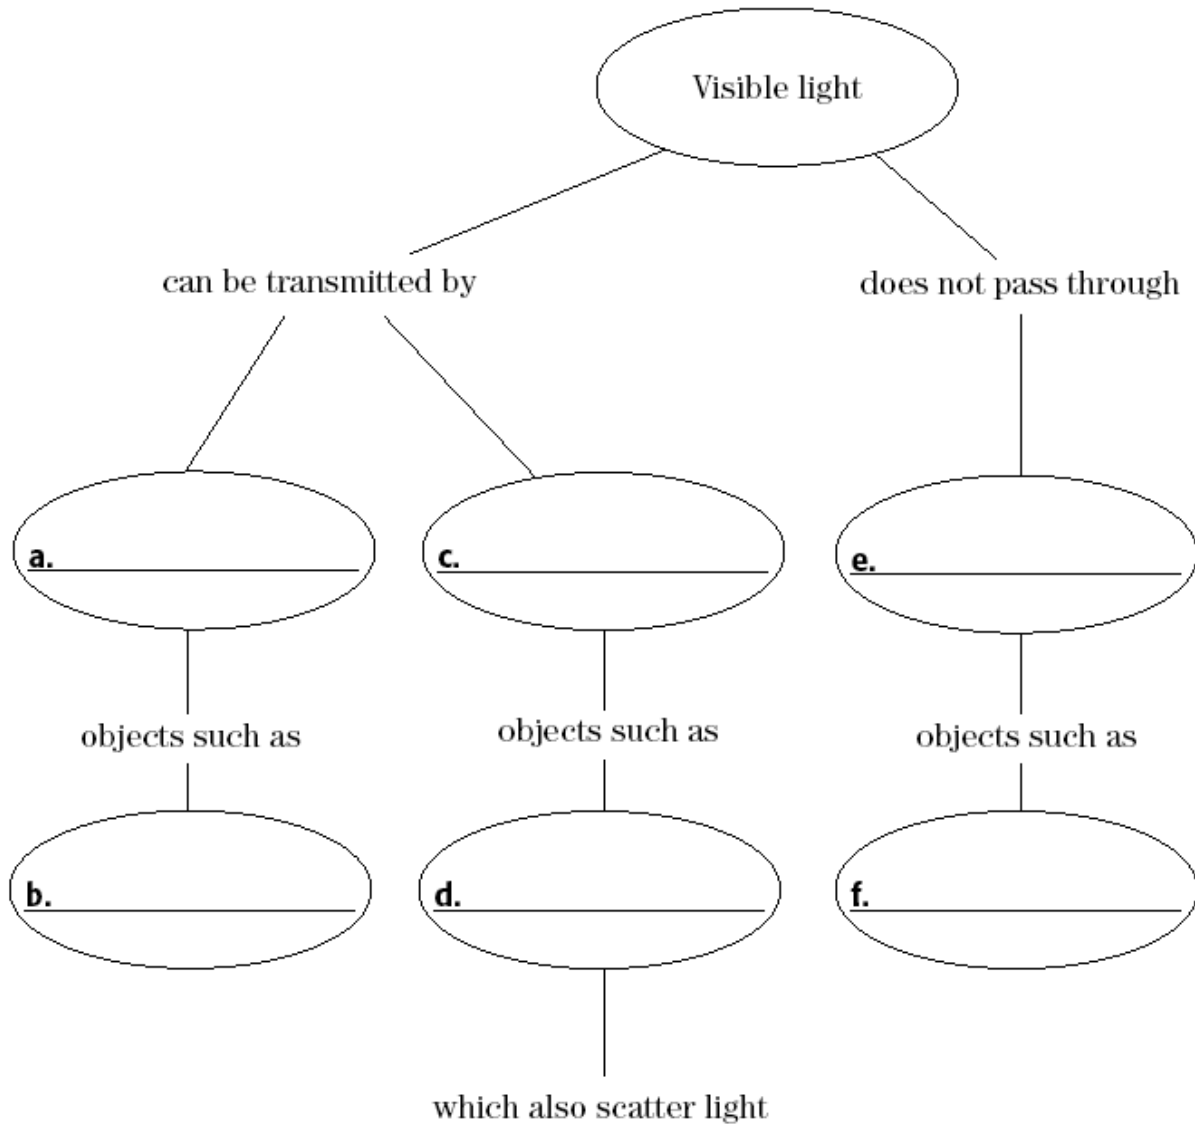 Visible light
can be transmitted by
does not pass through
a.
c.
e.
objects such as
objects such as
objects such as
b.
d.
f.
which also scatter light